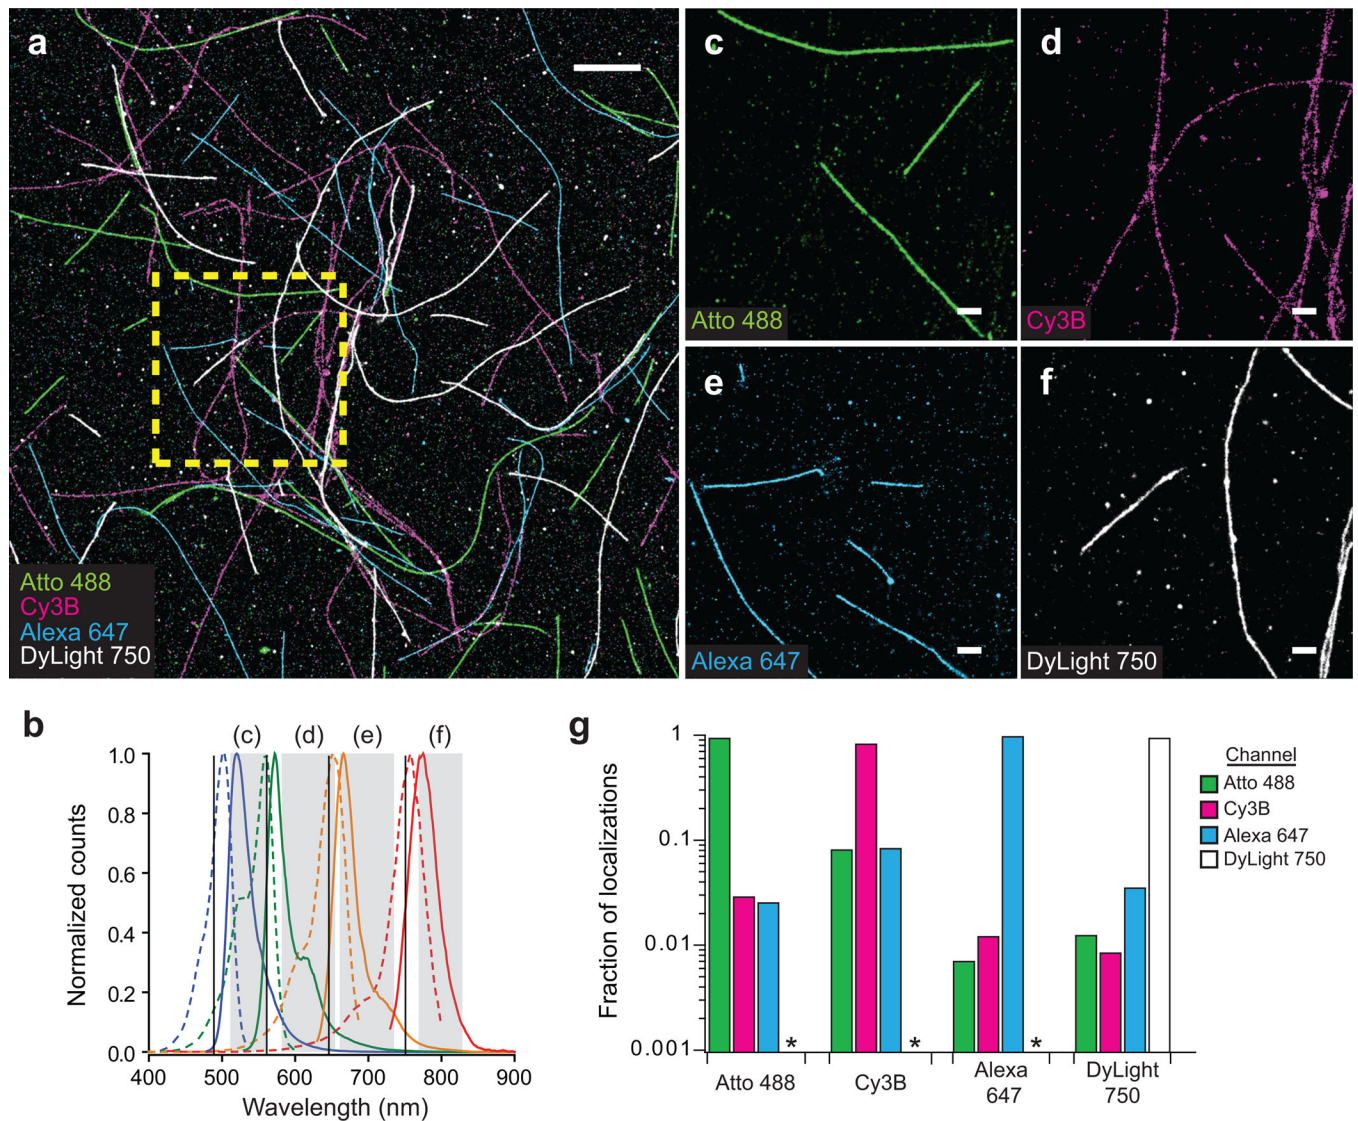 a
Atto 488
Cy3B
Alexa 647
DyLight 750
c
Atto 488
d
Cy3B
e
Alexa 647
f
DyLight 750
b
(c) (d) (e) (f)
Normalized counts
1.0
0.8
0.6
0.4
0.2
0.0
400 500 600 700 800 900
Wavelength (nm)
g
Fraction of localizations
1
0.1
0.01
0.001
* * *
Atto 488 Cy3B Alexa 647 DyLight 750
Channel
Atto 488
Cy3B
Alexa 647
DyLight 750